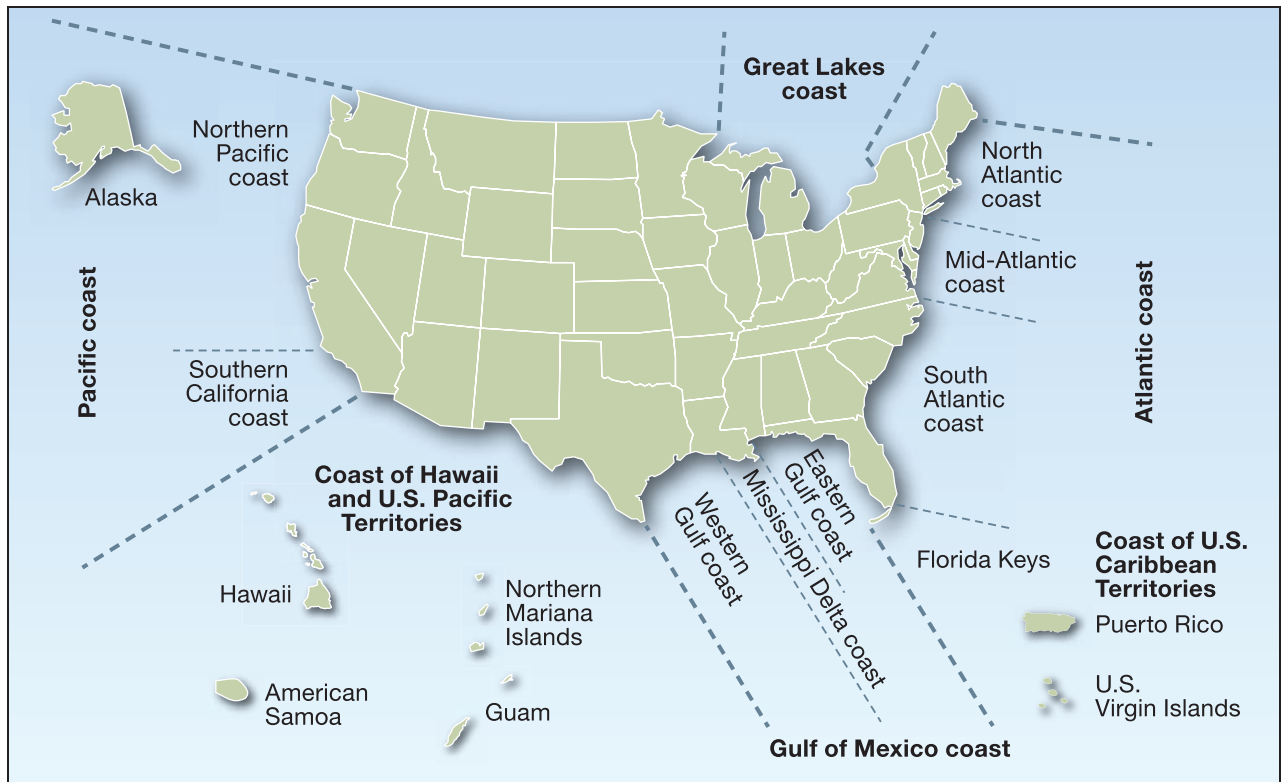 Great Lakes
coast
Northern
Pacific
coast
Alaska
North
Atlantic
coast
Mid-Atlantic
coast
Pacific coast
Atlantic coast
Southern
California
coast
South
Atlantic
coast
Coast of Hawaii
and U.S. Pacific
Territories
Western
Gulf coast
Mississippi Delta coast
Eastern
Gulf coast
Florida Keys
Coast of U.S.
Caribbean
Territories
Hawaii
Northern
Mariana
Islands
Puerto Rico
American
Samoa
Guam
U.S.
Virgin Islands
Gulf of Mexico coast